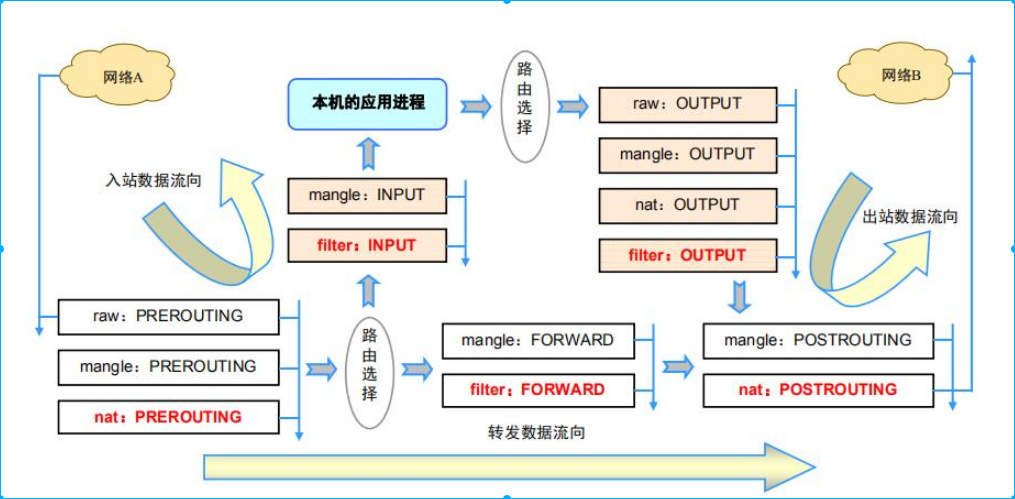 网络A
网络B
本机的应用进程
路由选择
raw：OUTPUT
mangle：OUTPUT
nat：OUTPUT
filter：OUTPUT
入站数据流向
mangle：INPUT
filter：INPUT
出站数据流向
raw：PREROUTING
mangle：PREROUTING
nat：PREROUTING
路由选择
mangle：FORWARD
filter：FORWARD
mangle：POSTROUTING
nat：POSTROUTING
转发数据流向